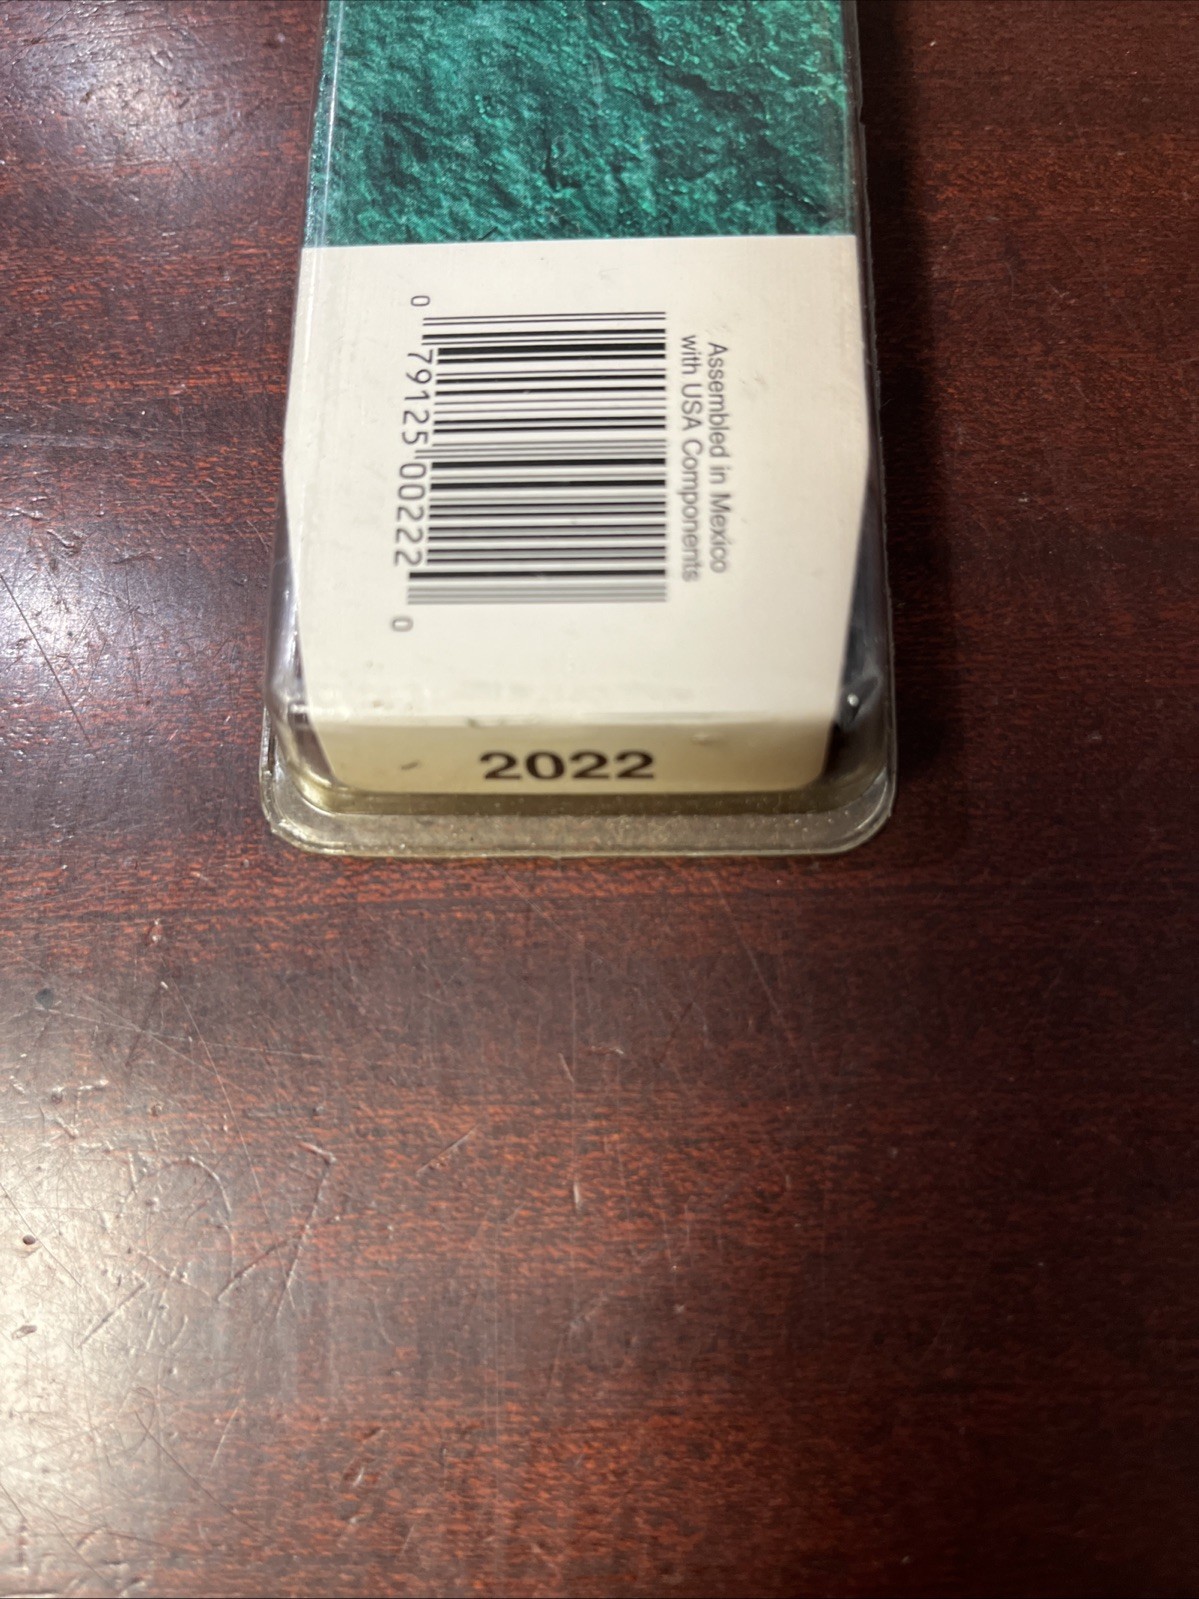 Assembled in Mexico
with USA Components
0 79125 00222 0
2022